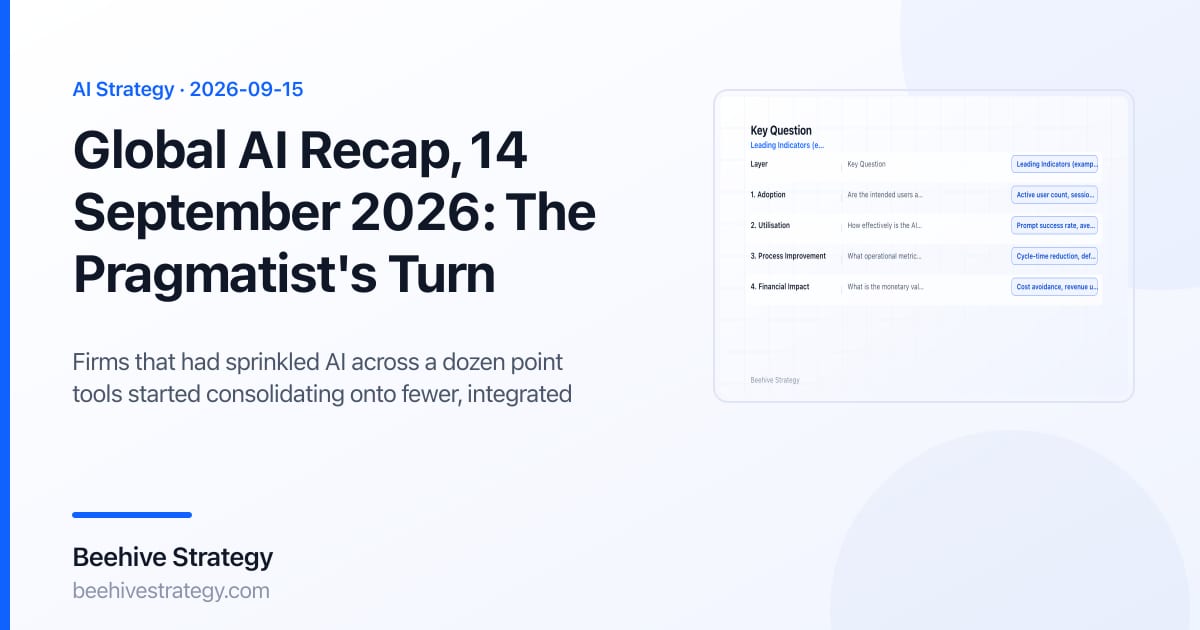 AI Strategy · 2026-09-15
Global AI Recap, 14
September 2026: The
Pragmatist's Turn
Firms that had sprinkled AI across a dozen point
tools started consolidating onto fewer, integrated
Beehive Strategy
beehivestrategy.com
Key Question
Leading Indicators (e...
Layer Key Question Leading Indicators (examp...
1. Adoption Are the intended users a... Active user count, sessio...
2. Utilisation How effectively is the AI... Prompt success rate, ave...
3. Process Improvement What operational metric... Cycle-time reduction, def...
4. Financial Impact What is the monetary val... Cost avoidance, revenue u...
Beehive Strategy